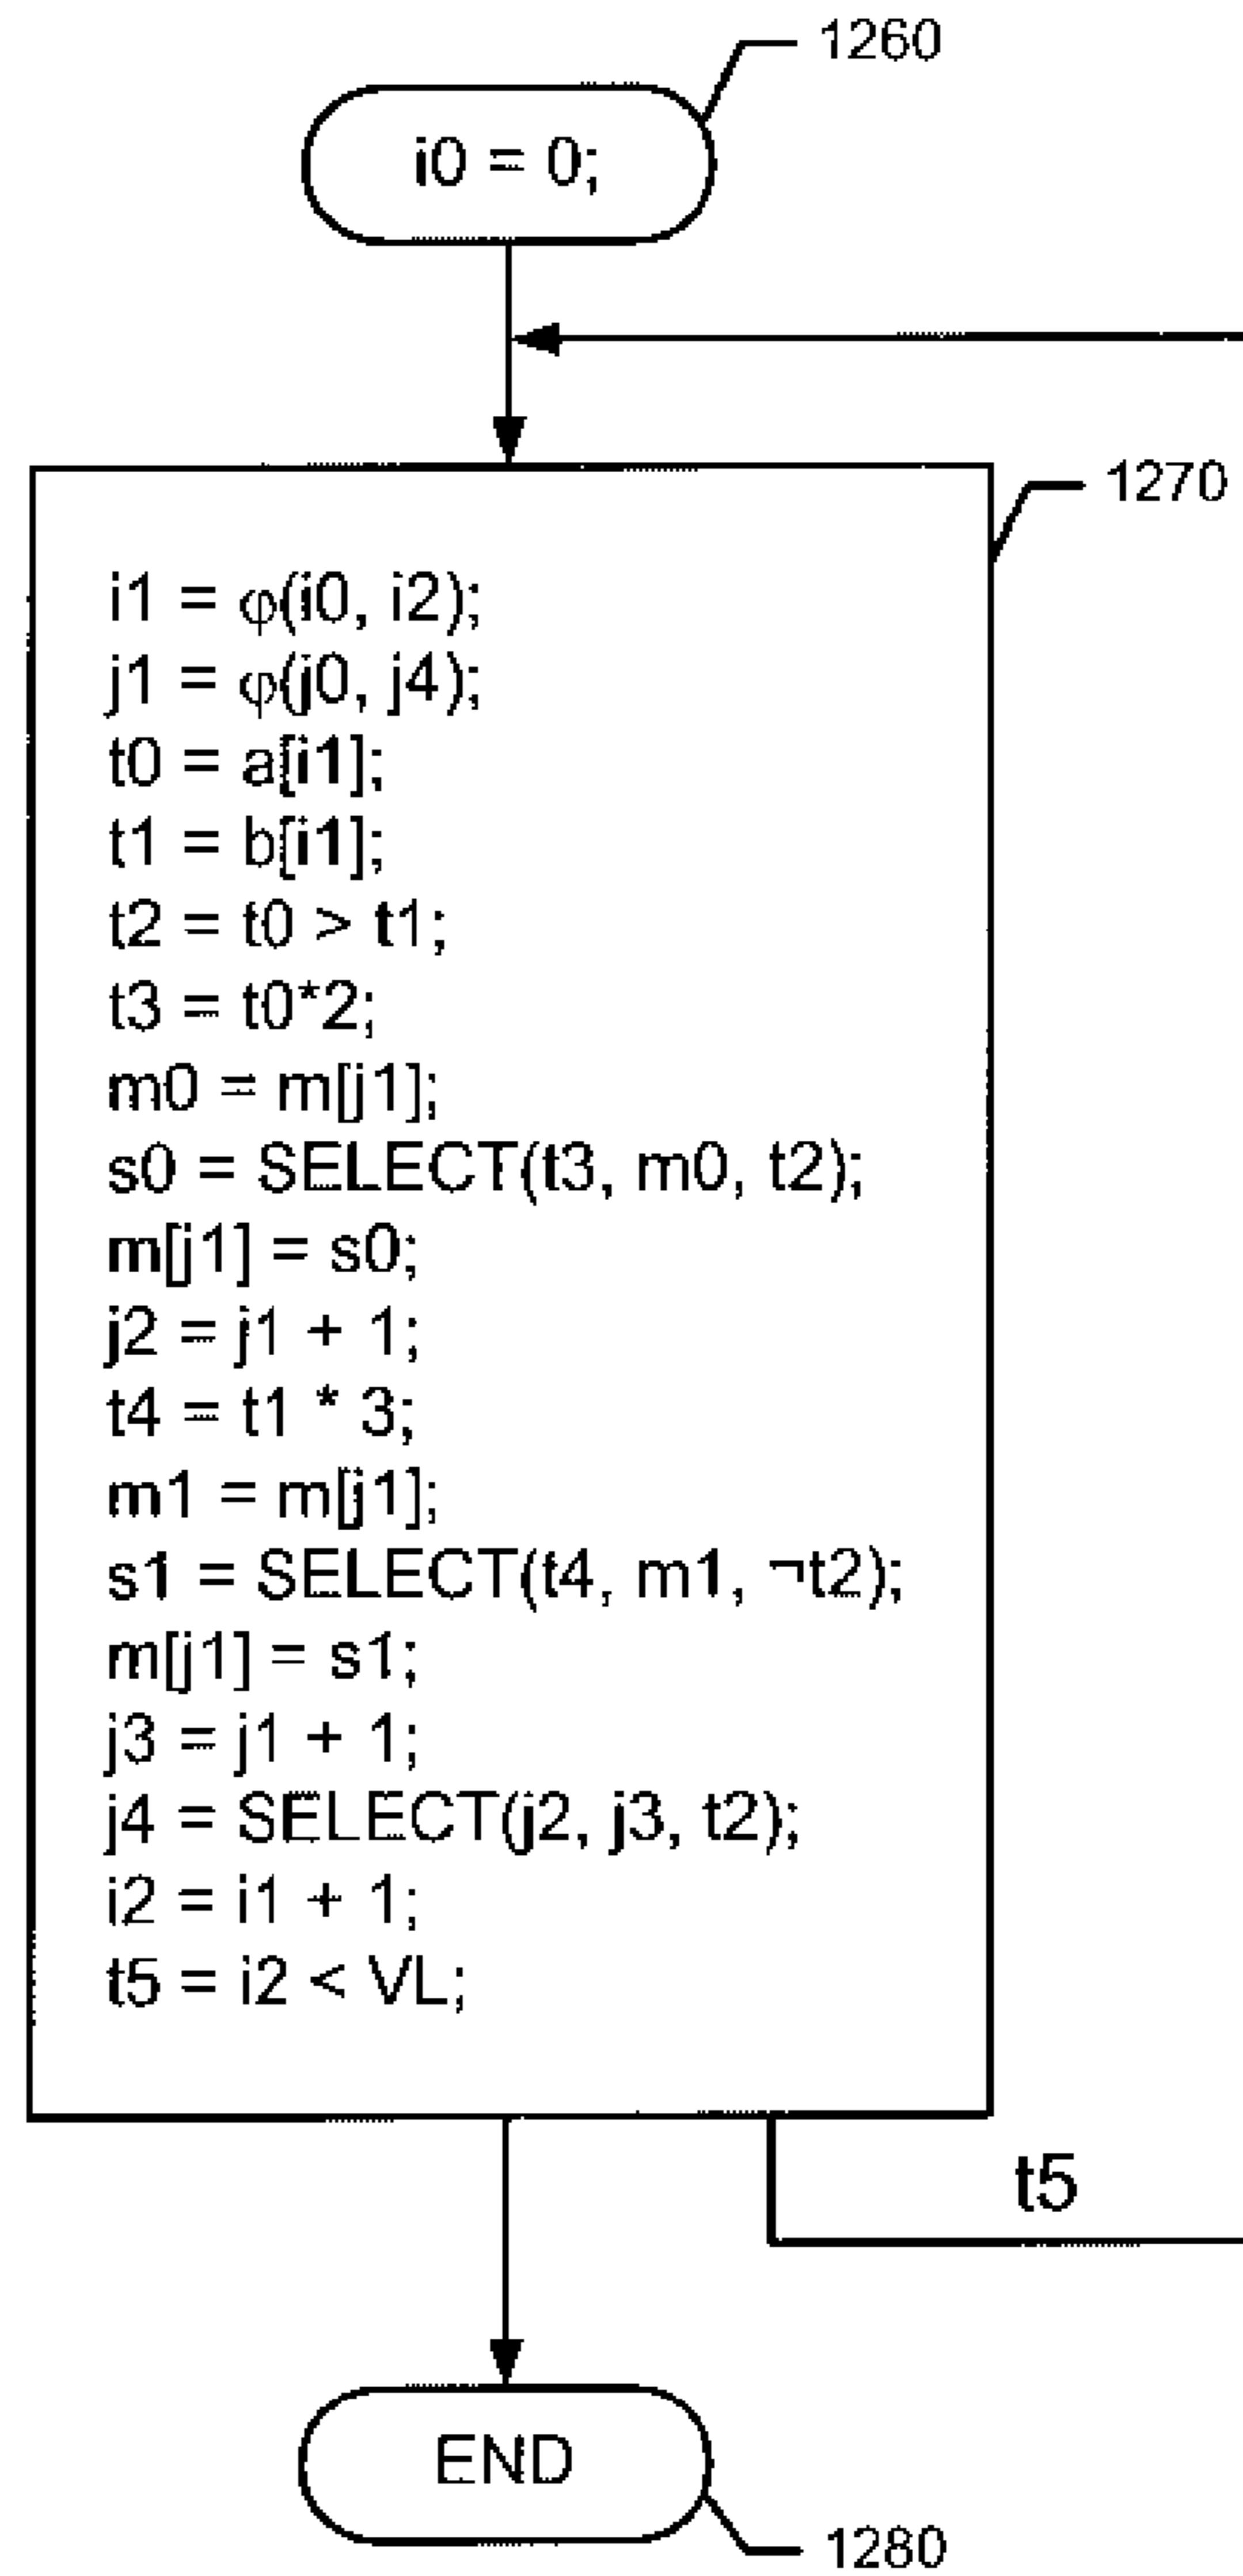 1260
i0 = 0;
1270
i1 = φ(i0, i2);
j1 = φ(j0, j4);
t0 = a[i1];
t1 = b[i1];
t2 = t0 > t1;
t3 = t0*2;
m0 = m[j1];
s0 = SELECT(t3, m0, t2);
m[j1] = s0;
j2 = j1 + 1;
t4 = t1 * 3;
m1 = m[j1];
s1 = SELECT(t4, m1, ¬t2);
m[j1] = s1;
j3 = j1 + 1;
j4 = SELECT(j2, j3, t2);
i2 = i1 + 1;
t5 = i2 < VL;
t5
END
1280